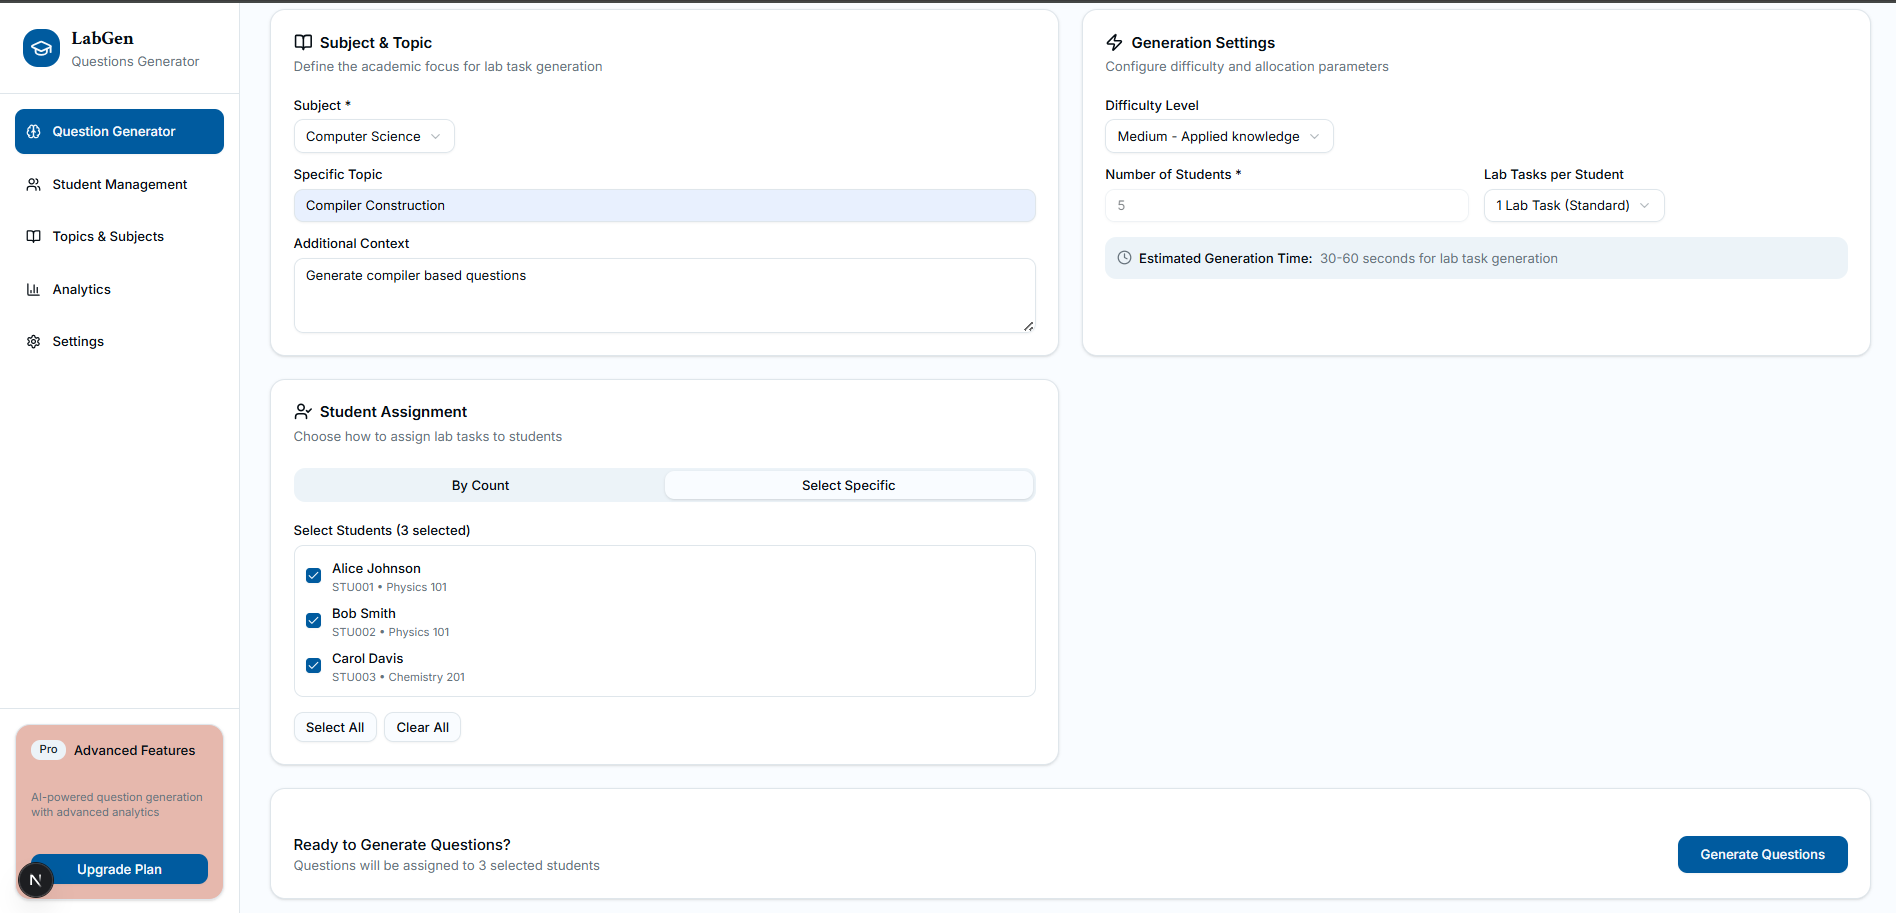 LabGen
Questions Generator
Question Generator
Student Management
Topics & Subjects
Analytics
Settings
Pro Advanced Features
AI-powered question generation
with advanced analytics
Upgrade Plan
N
Subject & Topic
Define the academic focus for lab task generation
Subject *
Computer Science
Specific Topic
Compiler Construction
Additional Context
Generate compiler based questions
Generation Settings
Configure difficulty and allocation parameters
Difficulty Level
Medium - Applied knowledge
Number of Students * Lab Tasks per Student
5 1 Lab Task (Standard)
Estimated Generation Time: 30-60 seconds for lab task generation
Student Assignment
Choose how to assign lab tasks to students
By Count Select Specific
Select Students (3 selected)
Alice Johnson
STU001 • Physics 101
Bob Smith
STU002 • Physics 101
Carol Davis
STU003 • Chemistry 201
Select All Clear All
Ready to Generate Questions?
Questions will be assigned to 3 selected students
Generate Questions